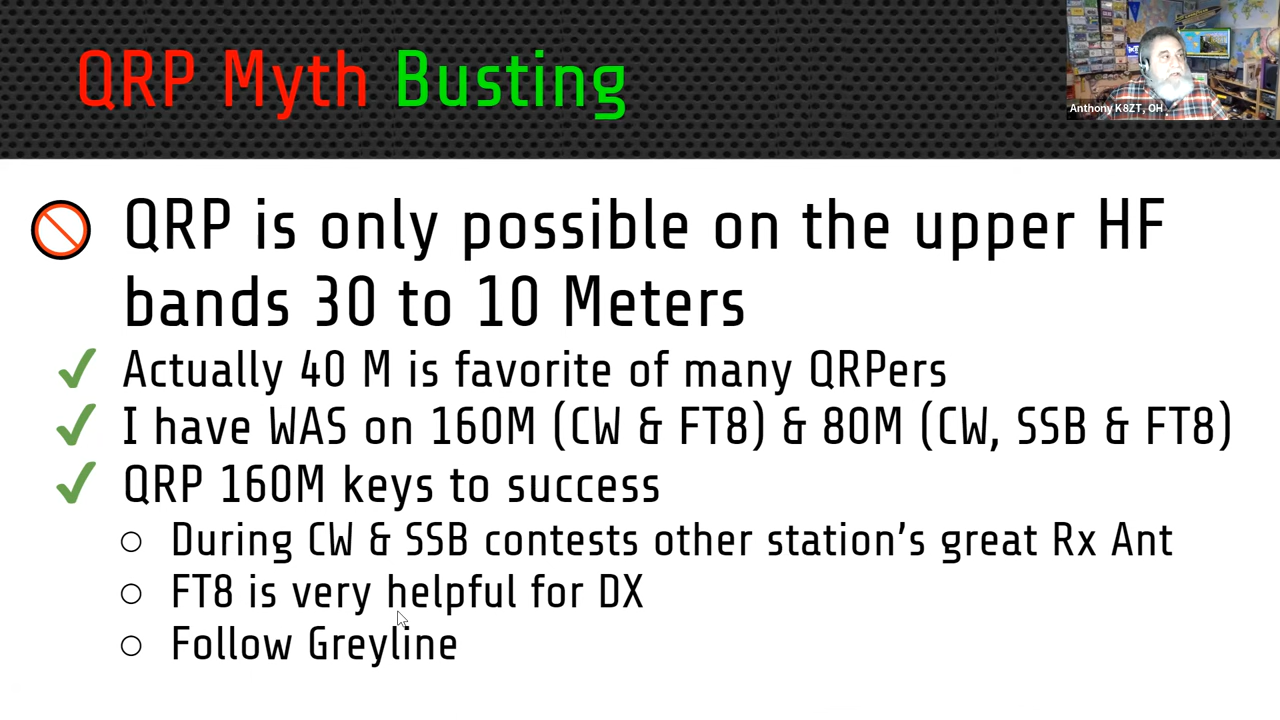 QRP Myth Busting
Anthony K8ZT, OH
QRP is only possible on the upper HF
bands 30 to 10 Meters
Actually 40 M is favorite of many QRPers
I have WAS on 160M (CW & FT8) & 80M (CW, SSB & FT8)
QRP 160M keys to success
During CW & SSB contests other station’s great Rx Ant
FT8 is very helpful for DX
Follow Greyline